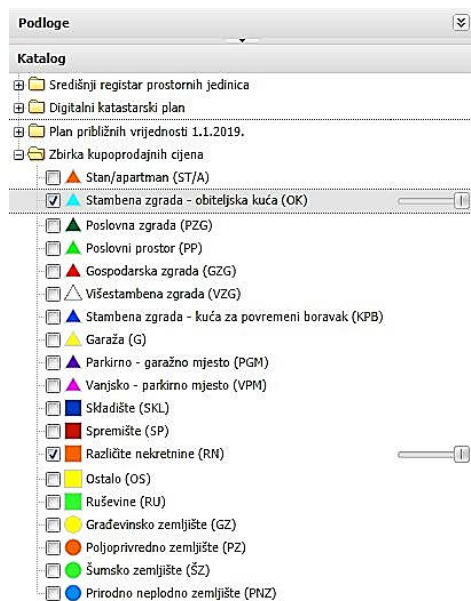 Podloge
Katalog
Središnji registar prostornih jedinica
Digitalni katastarski plan
Plan približnih vrijednosti 1.1.2019.
Zbirka kupoprodajnih cijena
Stan/apartman (ST/A)
Stambena zgrada - obiteljska kuća (OK)
Poslovna zgrada (PZG)
Poslovni prostor (PP)
Gospodarska zgrada (GZG)
Višestambena zgrada (VZG)
Stambena zgrada - kuća za povremeni boravak (KPB)
Garaža (G)
Parkirno - garažno mjesto (PGM)
Vanjsko - parkirno mjesto (VPM)
Skladište (SKL)
Spremište (SP)
Različite nekretnine (RN)
Ostalo (OS)
Ruševine (RU)
Građevinsko zemljište (GZ)
Poljoprivredno zemljište (PZ)
Šumsko zemljište (ŠZ)
Prirodno neplodno zemljište (PNZ)